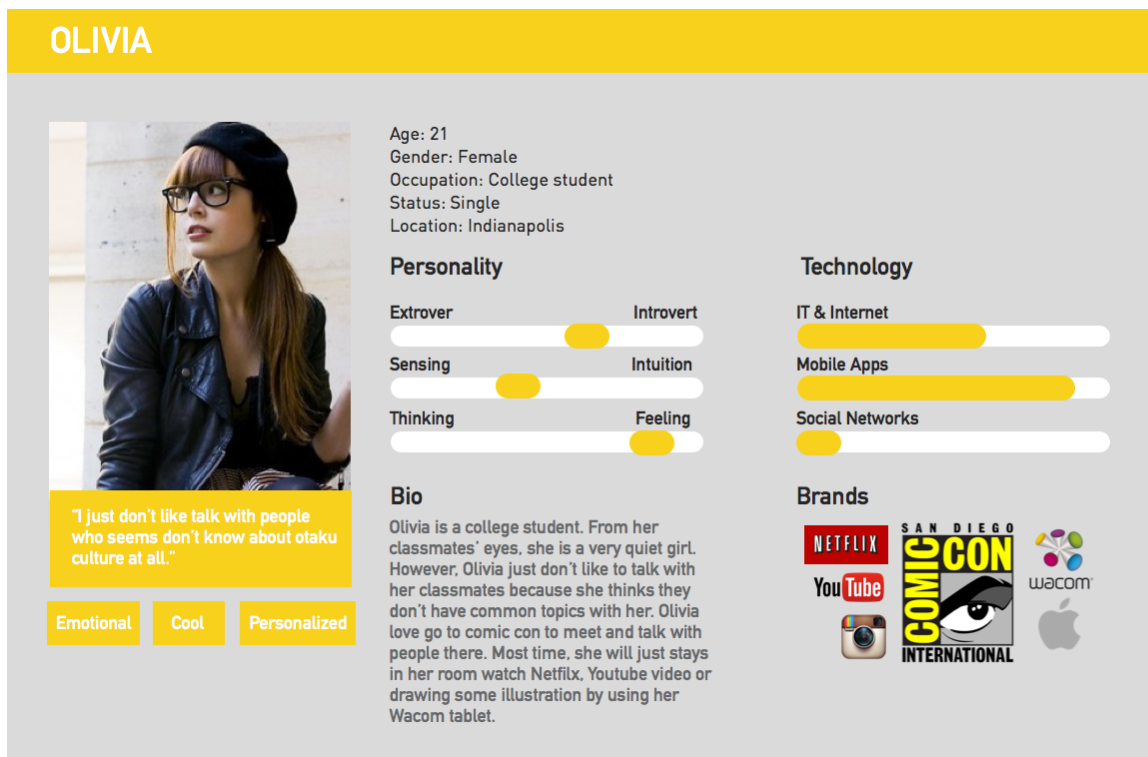 OLIVIA
Age: 21
Gender: Female
Occupation: College student
Status: Single
Location: Indianapolis
Personality
Extrover Introvert
Sensing Intuition
Thinking Feeling
Technology
IT & Internet
Mobile Apps
Social Networks
"I just don't like talk with people
who seems don't know about otaku
culture at all."
Emotional Cool Personalized
Bio
Olivia is a college student. From her
classmates' eyes, she is a very quiet girl.
However, Olivia just don't like to talk with
her classmates because she thinks they
don't have common topics with her. Olivia
love go to comic con to meet and talk with
people there. Most time, she will just stays
in her room watch Netfilx, Youtube video or
drawing some illustration by using her
Wacom tablet.
Brands
NETFLIX
YouTube
SAN DIEGO
COMIC CON
INTERNATIONAL
wacom